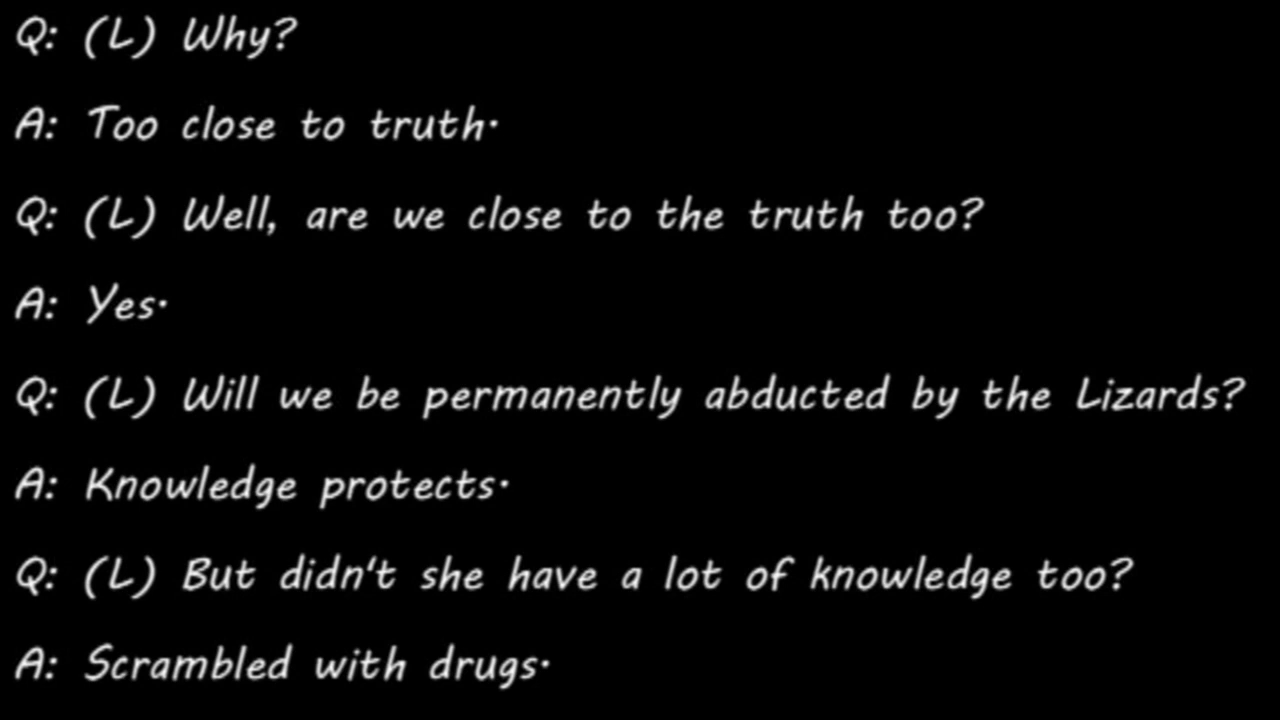 Q: (L) Why?
A: Too close to truth.
Q: (L) Well, are we close to the truth too?
A: Yes.
Q: (L) Will we be permanently abducted by the Lizards?
A: Knowledge protects.
Q: (L) But didn't she have a lot of knowledge too?
A: Scrambled with drugs.